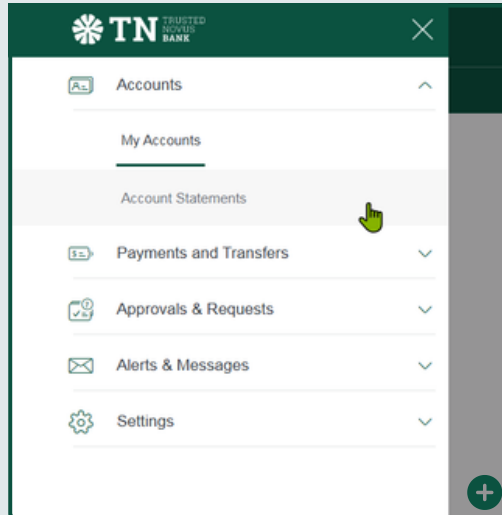 TN TRUSTED NOVUS BANK
Accounts
My Accounts
Account Statements
Payments and Transfers
Approvals & Requests
Alerts & Messages
Settings